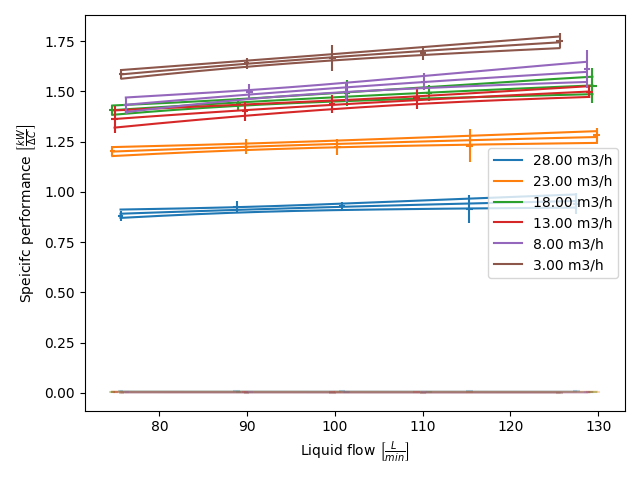 1.75
1.50
1.25
1.00
0.75
0.50
0.25
0.00
Speicifc performance [kW/ΔC]
28.00 m3/h
23.00 m3/h
18.00 m3/h
13.00 m3/h
8.00 m3/h
3.00 m3/h
80 90 100 110 120 130
Liquid flow [L/min]